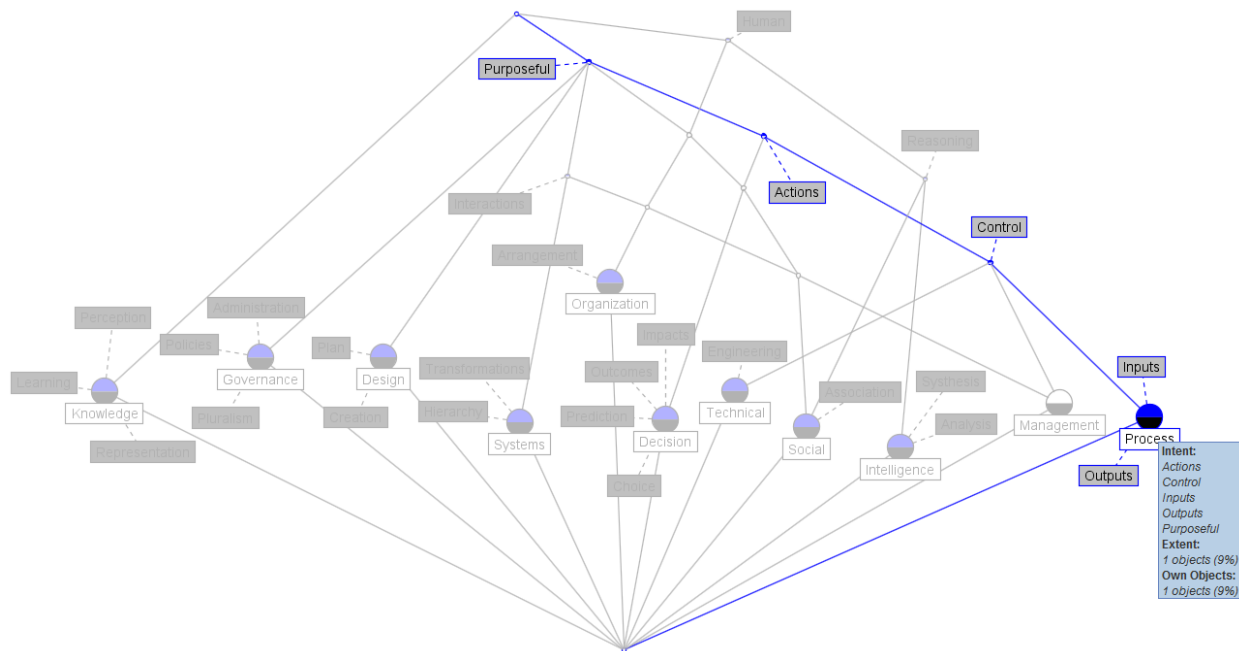 Human
Purposeful
Reasoning
Actions
Interactions
Control
Arrangement
Organization
Perception
Administration
Impacts
Policies
Plan
Engineering
Transformations
Outcomes
Inputs
Learning
Governance
Design
Systhesis
Knowledge
Pluralism
Creation
Hierarchy
Prediction
Technical
Association
Management
Systems
Decision
Social
Analysis
Process
Representation
Intelligence
Outputs
Choice
Intent:
Actions
Control
Inputs
Outputs
Purposeful
Extent:
1 objects (9%)
Own Objects:
1 objects (9%)